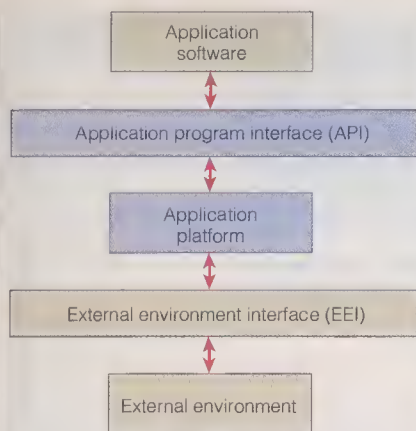 Application
software
Application program interface (API)
Application
platform
External environment interface (EEI)
External environment